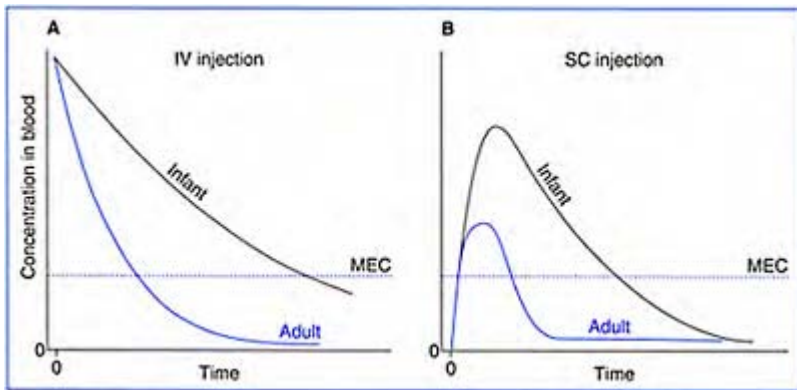 A
IV injection
Concentration in blood
Infant
MEC
Adult
0
0
Time
B
SC injection
Infant
MEC
Adult
0
0
Time